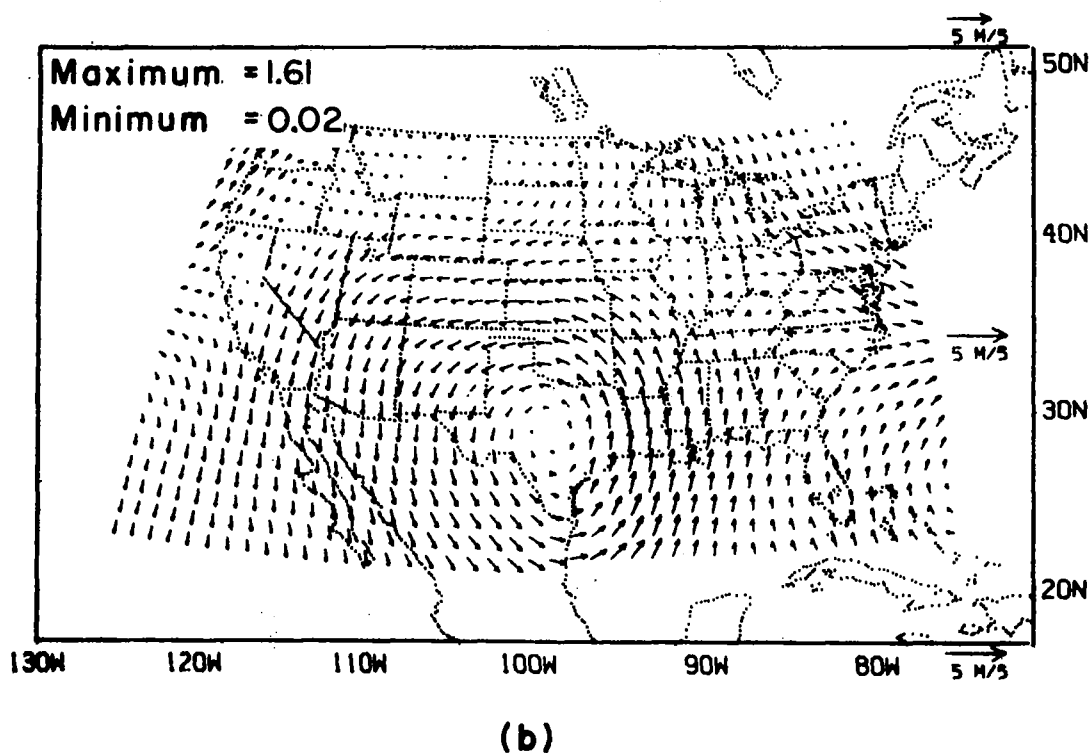 5 M/S
50N
Maximum = 1.61
Minimum = 0.02
40N
5 M/S
30N
20N
130W 120W 110W 100W 90W 80W
5 M/S
(b)